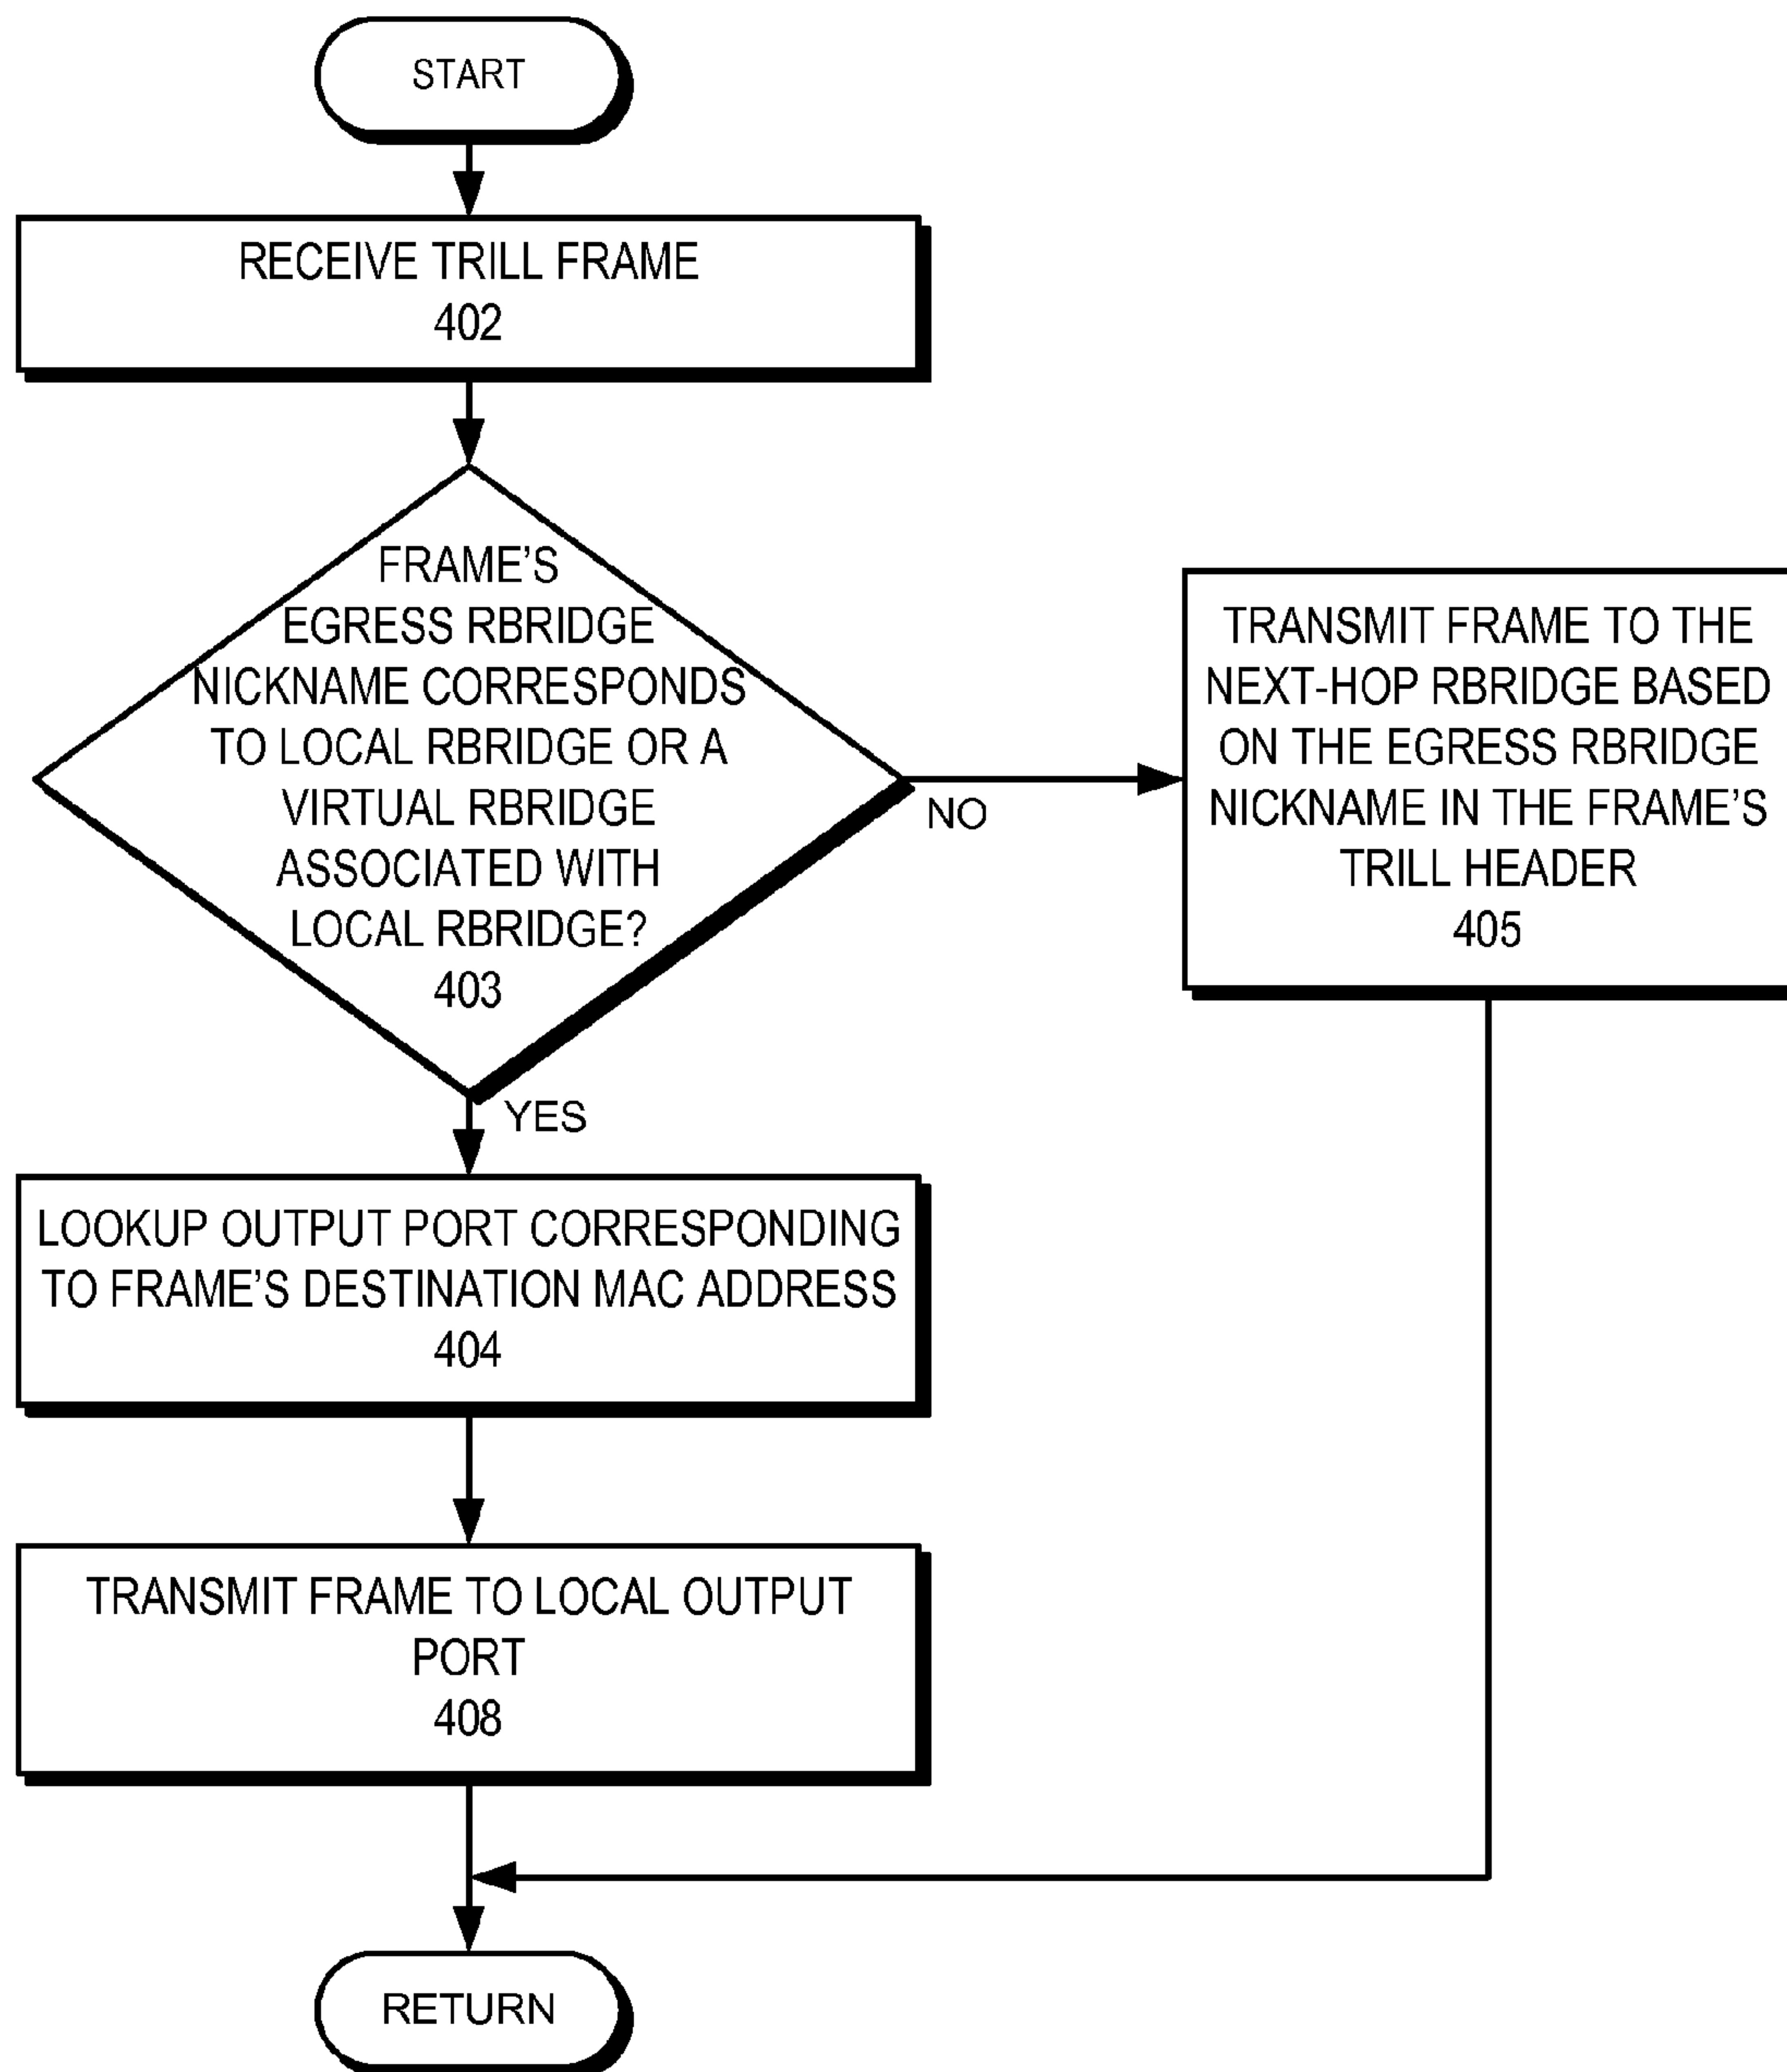 START
RECEIVE TRILL FRAME
402
FRAME'S
EGRESS RBRIDGE
NICKNAME CORRESPONDS
TO LOCAL RBRIDGE OR A
VIRTUAL RBRIDGE
ASSOCIATED WITH
LOCAL RBRIDGE?
403
NO
TRANSMIT FRAME TO THE
NEXT-HOP RBRIDGE BASED
ON THE EGRESS RBRIDGE
NICKNAME IN THE FRAME'S
TRILL HEADER
405
YES
LOOKUP OUTPUT PORT CORRESPONDING
TO FRAME'S DESTINATION MAC ADDRESS
404
TRANSMIT FRAME TO LOCAL OUTPUT
PORT
408
RETURN